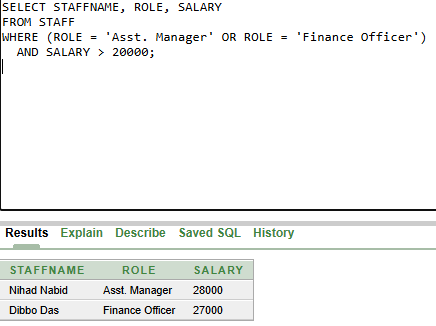 SELECT STAFFNAME, ROLE, SALARY
FROM STAFF
WHERE (ROLE = 'Asst. Manager' OR ROLE = 'Finance Officer')
  AND SALARY > 20000;
Results Explain Describe Saved SQL History
STAFFNAME ROLE SALARY
Nihad Nabid Asst. Manager 28000
Dibbo Das Finance Officer 27000